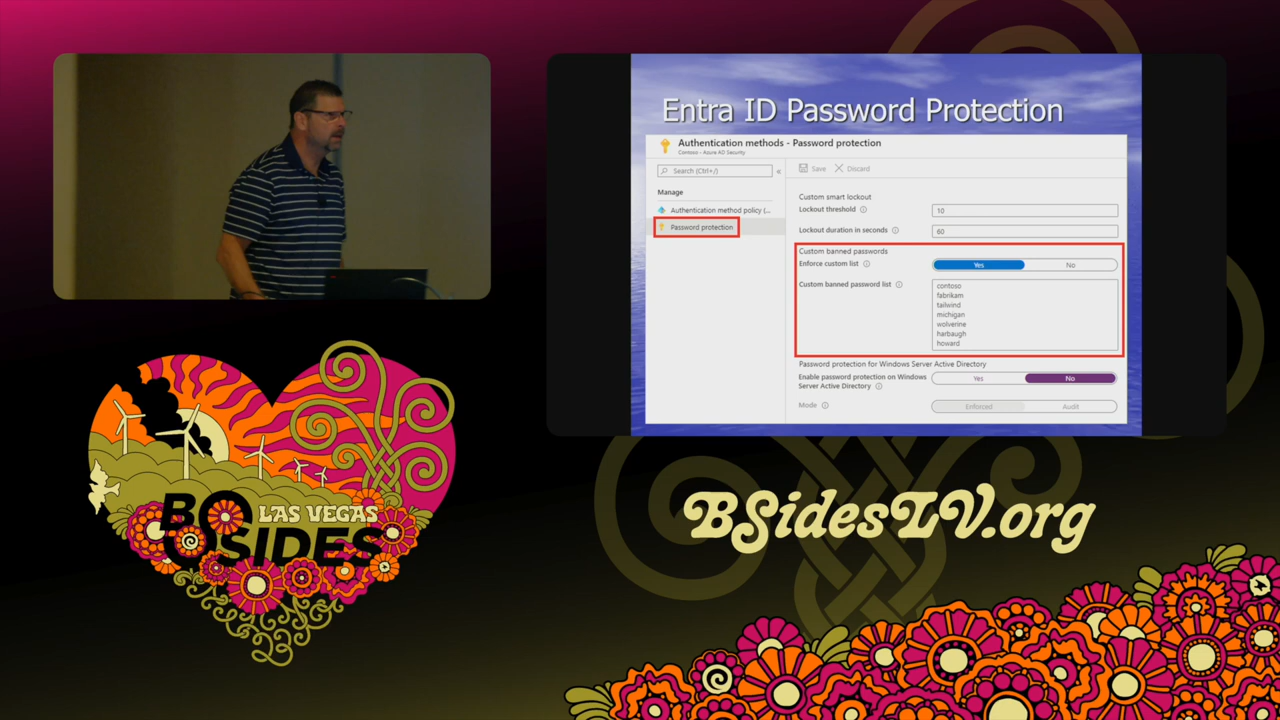 Entra ID Password Protection
Authentication methods - Password protection
Contoso - Azure AD Security
Search (Ctrl+/)
«
Save
Discard
Manage
Authentication method policy (...
Password protection
Custom smart lockout
Lockout threshold
10
Lockout duration in seconds
60
Custom banned passwords
Enforce custom list
Yes
No
Custom banned password list
contoso
fabrikam
tailwind
michigan
wolverine
harbaugh
howard
Password protection for Windows Server Active Directory
Enable password protection on Windows
Server Active Directory
Yes
No
Mode
Enforced
Audit
LAS VEGAS
BSIDES
BSidesLV.org